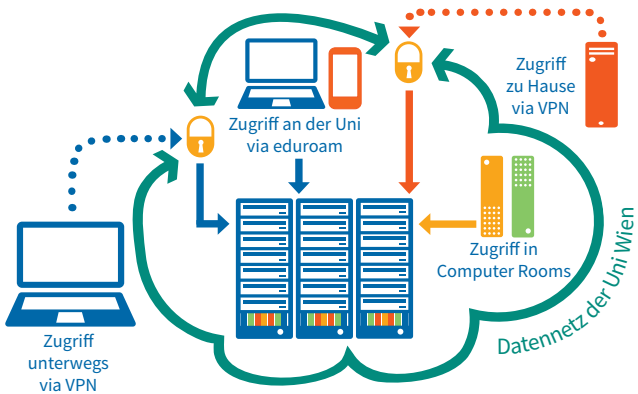 Zugriff
zu Hause
via VPN
Zugriff an der Uni
via eduroam
Zugriff in
Computer Rooms
Datennetz der Uni Wien
Zugriff
unterwegs
via VPN